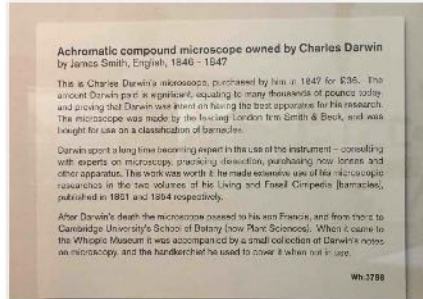 Achromatic compound microscope owned by Charles Darwin
by James Smith, English, 1846 - 1847
This is Charles Darwin's microscope, purchased by him in 1847 for £36. The
amount Darwin paid is significant, equating to many thousands of pounds today
and proving that Darwin was intent on having the best apparatus for his research.
The microscope was made by the leading London firm Smith & Beck, and was
bought for use on a classification of barnacles.
Darwin spent a long time becoming expert in the use of the instrument – consulting
with experts on microscopy, practicing dissection, purchasing new lenses and
other apparatus. This work was worth it: he made extensive use of his microscopic
researches in the two volumes of his Living and Fossil Cirripedia [barnacles],
published in 1851 and 1854 respectively.
After Darwin's death the microscope passed to his son Francis, and from there to
Cambridge University's School of Botany (now Plant Sciences). When it came to
the Whipple Museum it was accompanied by a small collection of Darwin's notes
on microscopy, and the handkerchief he used to cover it when not in use.
Wh:3788